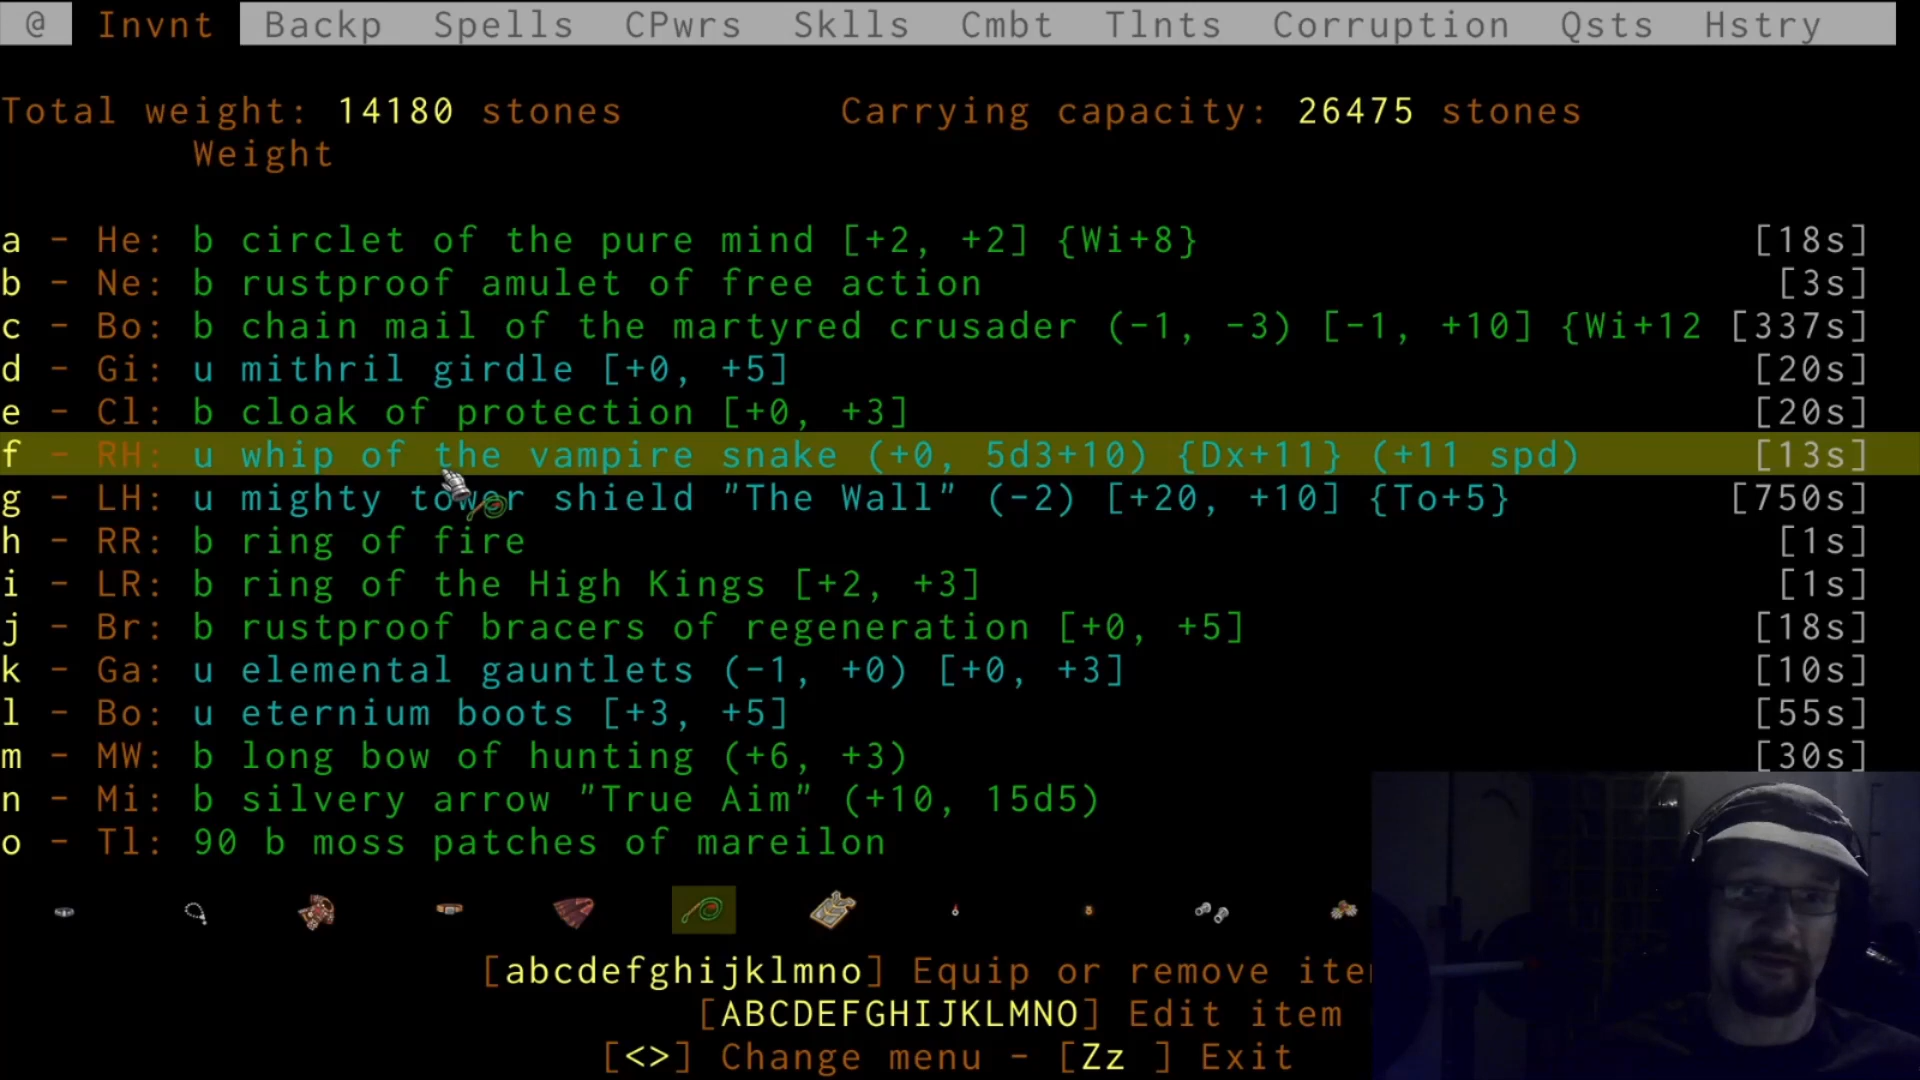 @ Invnt Backp Spells CPwrs Sklls Cmbt Tlnts Corruption Qsts Hstry
Total weight: 14180 stones Carrying capacity: 26475 stones
Weight
a - He: b circlet of the pure mind [+2, +2] {Wi+8} [18s]
b - Ne: b rustproof amulet of free action [3s]
c - Bo: b chain mail of the martyred crusader (-1, -3) [-1, +10] {Wi+12 [337s]
d - Gi: u mithril girdle [+0, +5] [20s]
e - Cl: b cloak of protection [+0, +3] [20s]
f - RH: u whip of the vampire snake (+0, 5d3+10) {Dx+11} (+11 spd) [13s]
g - LH: u mighty tower shield "The Wall" (-2) [+20, +10] {To+5} [750s]
h - RR: b ring of fire [1s]
i - LR: b ring of the High Kings [+2, +3] [1s]
j - Br: b rustproof bracers of regeneration [+0, +5] [18s]
k - Ga: u elemental gauntlets (-1, +0) [+0, +3] [10s]
l - Bo: u eternium boots [+3, +5] [55s]
m - MW: b long bow of hunting (+6, +3) [30s]
n - Mi: b silvery arrow "True Aim" (+10, 15d5)
o - Tl: 90 b moss patches of mareilon
[abcdefghijklmno] Equip or remove ite
[ABCDEFGHIJKLMNO] Edit item
[<>] Change menu - [Zz ] Exit